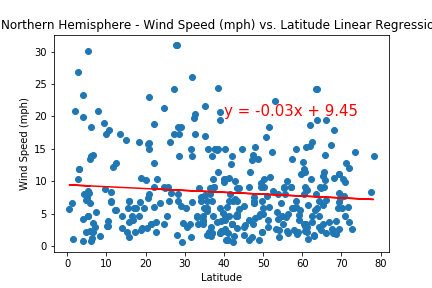 Northern Hemisphere - Wind Speed (mph) vs. Latitude Linear Regressio
30
25
20
15
10
5
0
Wind Speed (mph)
y = -0.03x + 9.45
0 10 20 30 40 50 60 70 80
Latitude